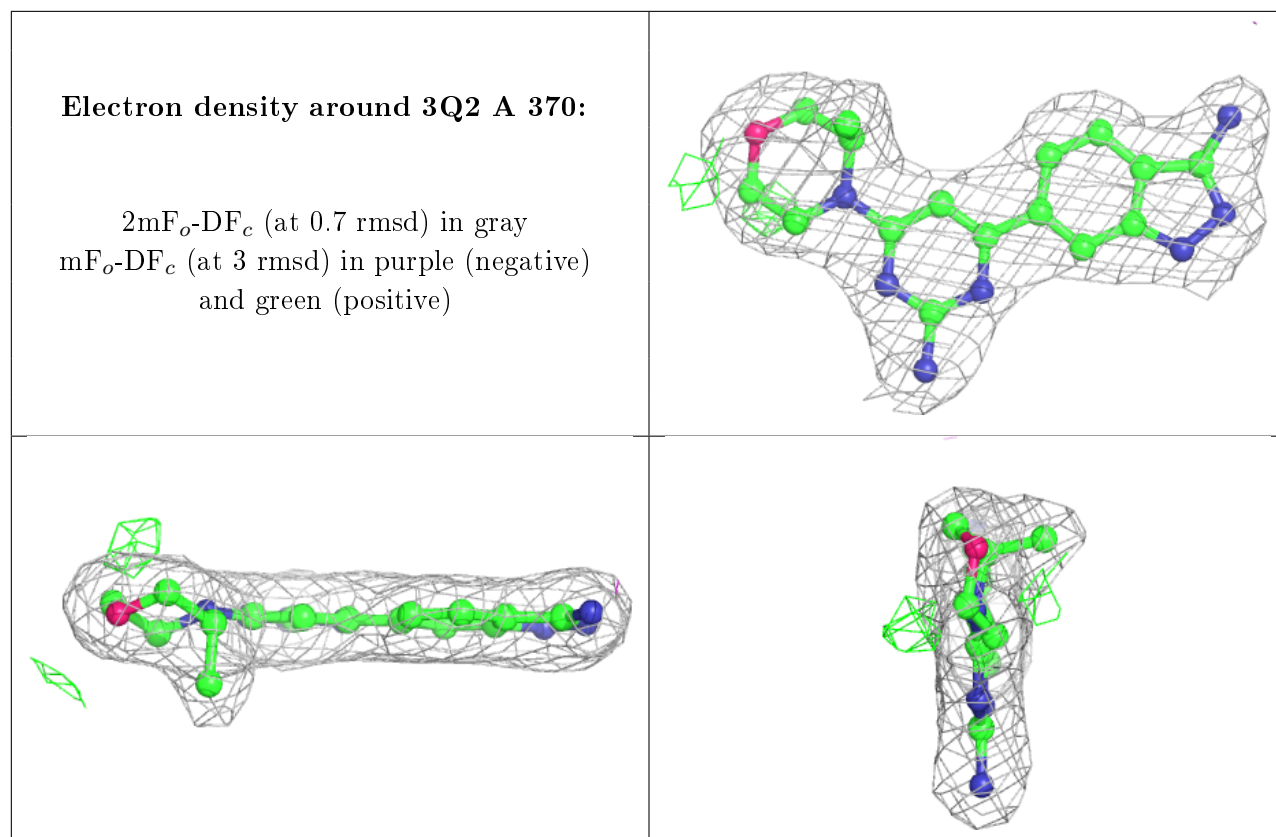 Electron density around 3Q2 A 370:
2mFo-DFc (at 0.7 rmsd) in gray
mFo-DFc (at 3 rmsd) in purple (negative)
and green (positive)